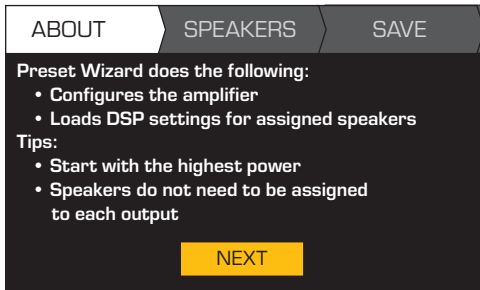 ABOUT SPEAKERS SAVE
Preset Wizard does the following:
• Configures the amplifier
• Loads DSP settings for assigned speakers
Tips:
• Start with the highest power
• Speakers do not need to be assigned
to each output
NEXT